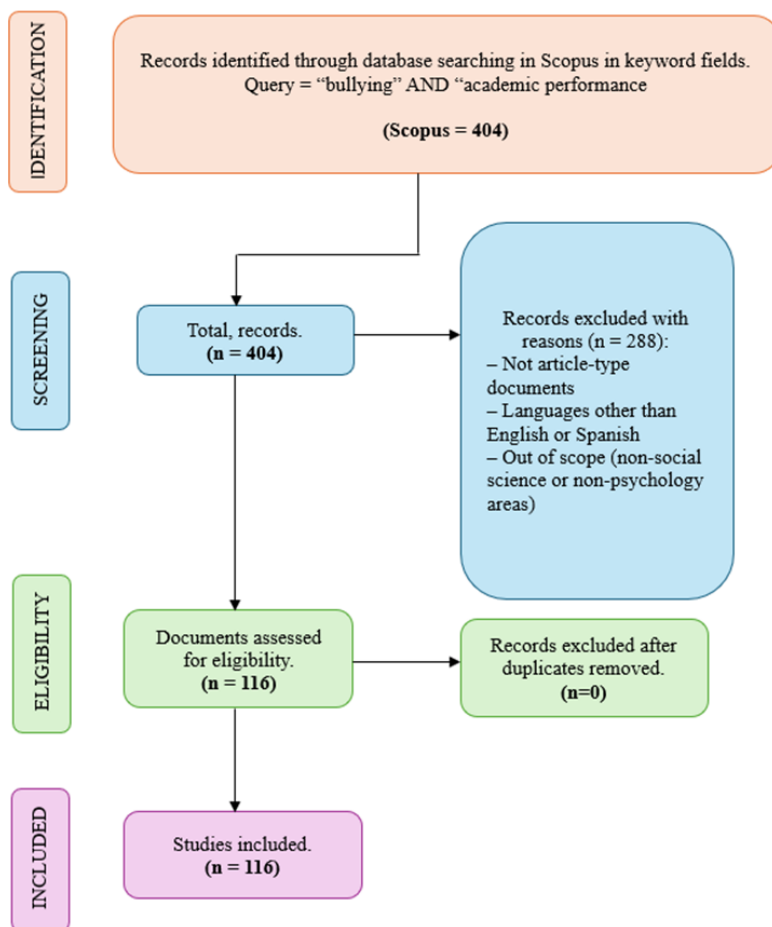 IDENTIFICATION
Records identified through database searching in Scopus in keyword fields.
Query = “bullying” AND “academic performance
(Scopus = 404)
SCREENING
Total, records.
(n = 404)
Records excluded with
reasons (n = 288):
– Not article-type
documents
– Languages other than
English or Spanish
– Out of scope (non-social
science or non-psychology
areas)
ELIGIBILITY
Documents assessed
for eligibility.
(n = 116)
Records excluded after
duplicates removed.
(n=0)
INCLUDED
Studies included.
(n = 116)